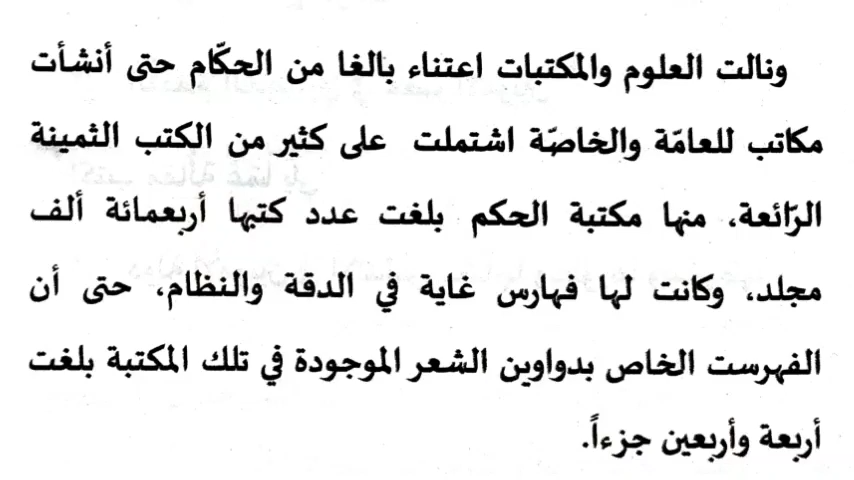 ونالت العلوم والمكتبات اعتناء بالغا من الحكّام حتى أنشأت
مكاتب للعامّة والخاصّة اشتملت على كثير من الكتب الثمينة
الرّائعة، منها مكتبة الحكم بلغت عدد كتبها أربعمائة ألف
مجلد، وكانت لها فهارس غاية في الدقة والنظام، حتى أن
الفهرست الخاص بدواوين الشعر الموجودة في تلك المكتبة بلغت
أربعة وأربعين جزءاً.